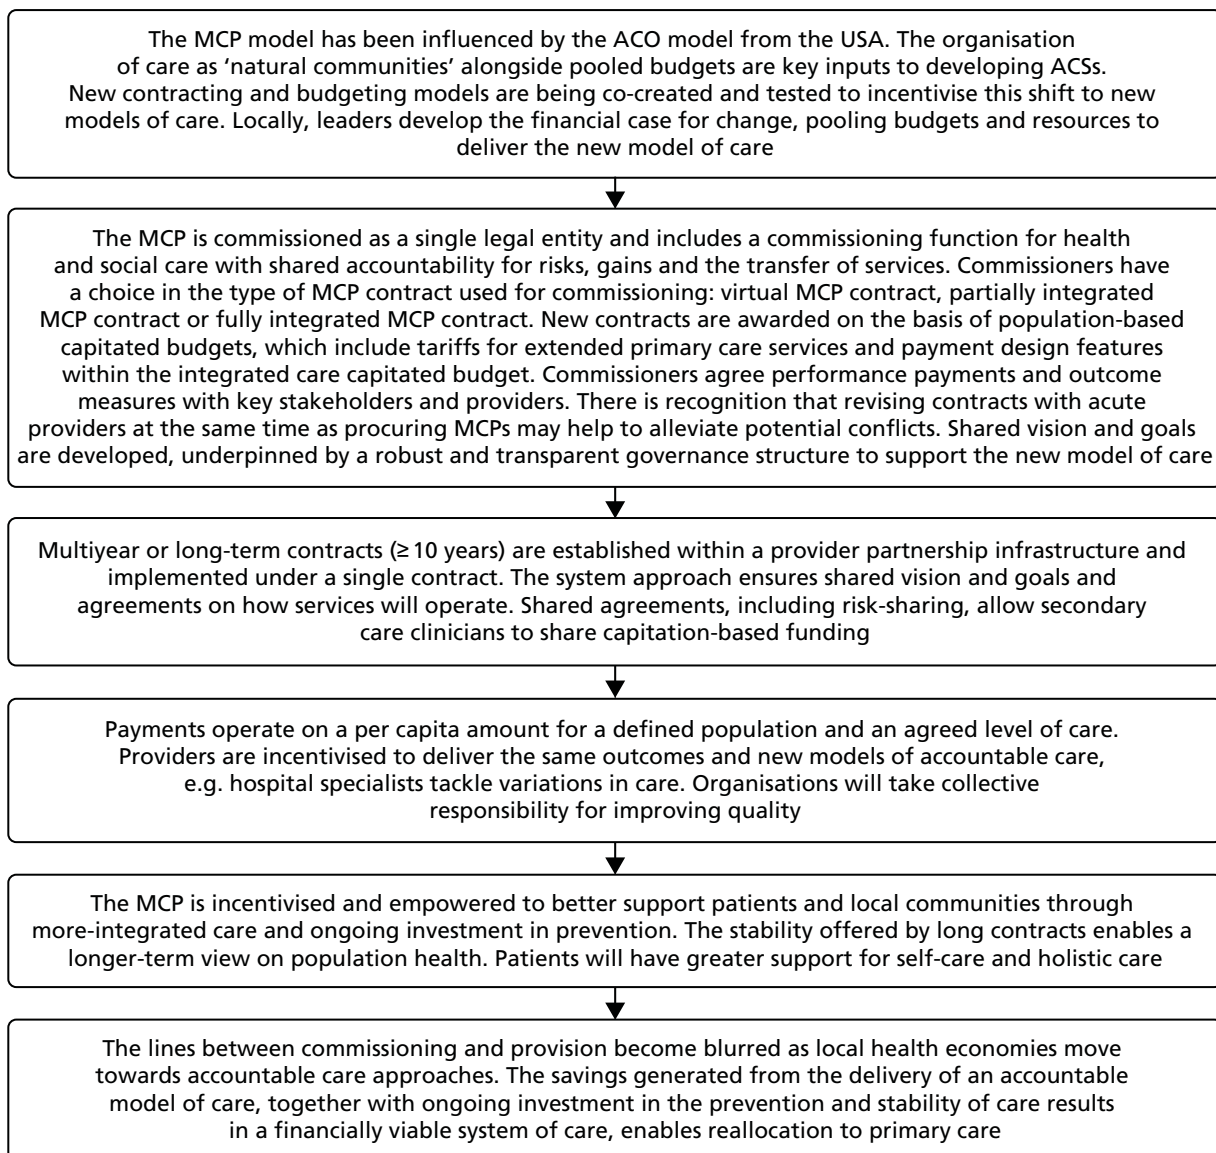 The MCP model has been influenced by the ACO model from the USA. The organisation
of care as ‘natural communities’ alongside pooled budgets are key inputs to developing ACSs.
New contracting and budgeting models are being co-created and tested to incentivise this shift to new
models of care. Locally, leaders develop the financial case for change, pooling budgets and resources to
deliver the new model of care
The MCP is commissioned as a single legal entity and includes a commissioning function for health
and social care with shared accountability for risks, gains and the transfer of services. Commissioners have
a choice in the type of MCP contract used for commissioning: virtual MCP contract, partially integrated
MCP contract or fully integrated MCP contract. New contracts are awarded on the basis of population-based
capitated budgets, which include tariffs for extended primary care services and payment design features
within the integrated care capitated budget. Commissioners agree performance payments and outcome
measures with key stakeholders and providers. There is recognition that revising contracts with acute
providers at the same time as procuring MCPs may help to alleviate potential conflicts. Shared vision and goals
are developed, underpinned by a robust and transparent governance structure to support the new model of care
Multiyear or long-term contracts (≥ 10 years) are established within a provider partnership infrastructure and
implemented under a single contract. The system approach ensures shared vision and goals and
agreements on how services will operate. Shared agreements, including risk-sharing, allow secondary
care clinicians to share capitation-based funding
Payments operate on a per capita amount for a defined population and an agreed level of care.
Providers are incentivised to deliver the same outcomes and new models of accountable care,
e.g. hospital specialists tackle variations in care. Organisations will take collective
responsibility for improving quality
The MCP is incentivised and empowered to better support patients and local communities through
more-integrated care and ongoing investment in prevention. The stability offered by long contracts enables a
longer-term view on population health. Patients will have greater support for self-care and holistic care
The lines between commissioning and provision become blurred as local health economies move
towards accountable care approaches. The savings generated from the delivery of an accountable
model of care, together with ongoing investment in the prevention and stability of care results
in a financially viable system of care, enables reallocation to primary care